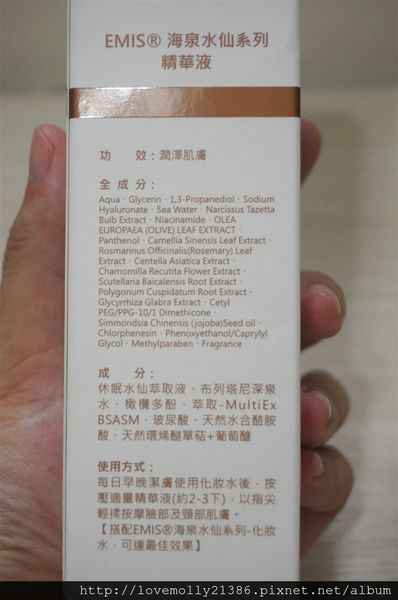 EMIS® 海泉水仙系列
精華液
功 效：潤澤肌膚
全 成 分：
Aqua、Glycerin、1,3-Propanediol、Sodium
Hyaluronate、Sea Water、Narcissus Tazetta
Bulb Extract、Niacinamide、OLEA
EUROPAEA (OLIVE) LEAF EXTRACT
Panthenol、Camellia Sinensis Leaf Extract、
Rosmarinus Officinalis(Rosemary) Leaf
Extract、Centella Asiatica Extract、
Chamomilla Recutita Flower Extract、
Scutellaria Baicalensis Root Extract、
Polygonum Cuspidatum Root Extract、
Glycyrrhiza Glabra Extract、Cetyl
PEG/PPG-10/1 Dimethicone、
Simmondsia Chinensis (jojoba)Seed oil、
Chlorphenesin、Phenoxyethanol/Caprylyl
Glycol、Methylparaben、Fragrance
成 分：
休眠水仙萃取液、布列塔尼深泉
水、橄欖多酚、萃取-MultiEx
BSASM、玻尿酸、天然水合醯胺
酸、天然環烯醚單萜+葡萄醣
使用方式：
每日早晚潔膚使用化妝水後，按
壓適量精華液(約2-3下)，以指尖
輕揉按摩臉部及頸部肌膚。
【搭配EMIS®海泉水仙系列-化妝
水，可達最佳效果】
http://lovemolly21386.pixnet.net/album